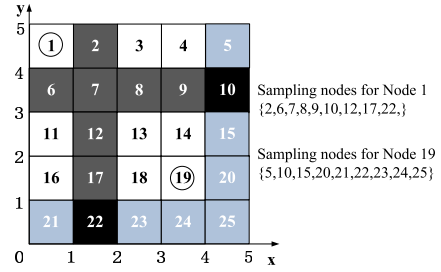 y
5
1 2 3 4 5
4
6 7 8 9 10
Sampling nodes for Node 1
{2,6,7,8,9,10,12,17,22,}
3
11 12 13 14 15
2
Sampling nodes for Node 19
{5,10,15,20,21,22,23,24,25}
16 17 18 19 20
1
21 22 23 24 25
0 1 2 3 4 5 x